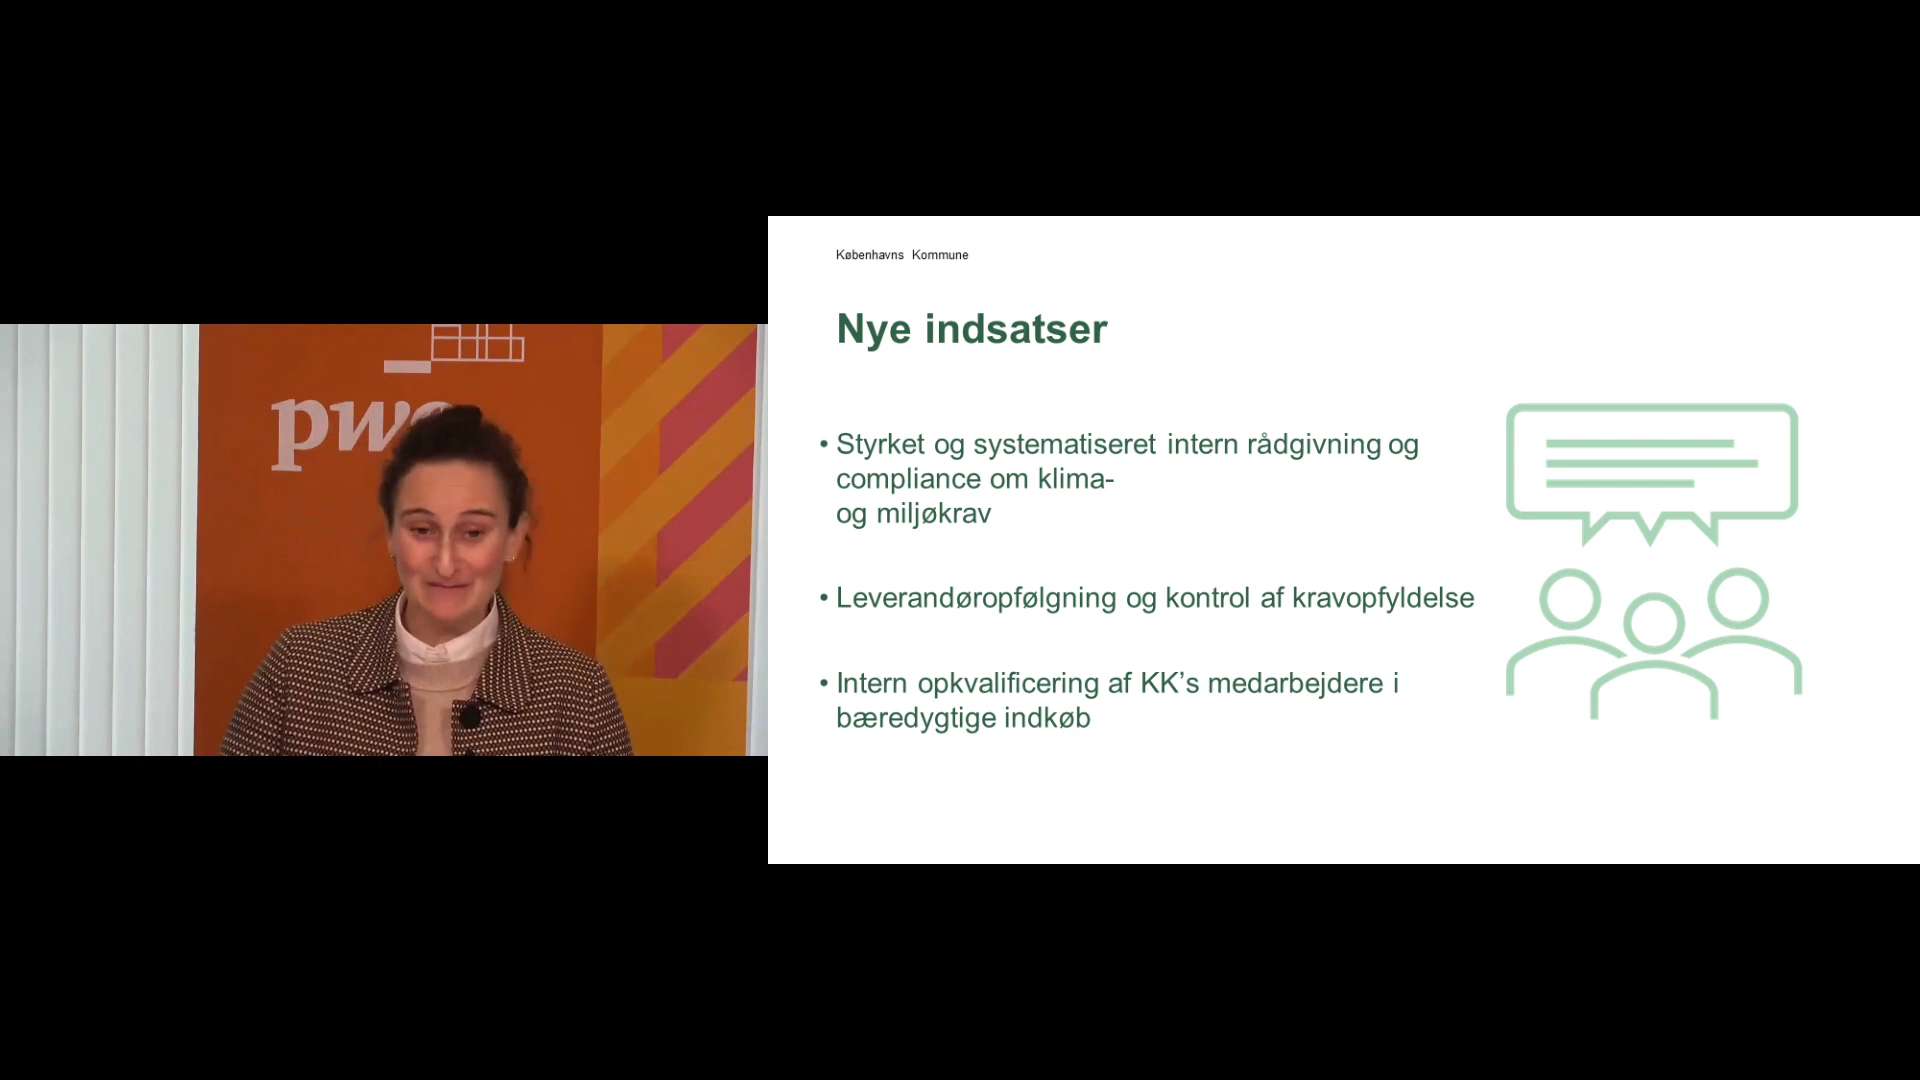 pwc
Københavns Kommune
Nye indsatser
• Styrket og systematiseret intern rådgivning og
compliance om klima-
og miljøkrav
• Leverandøropfølgning og kontrol af kravopfyldelse
• Intern opkvalificering af KK’s medarbejdere i
bæredygtige indkøb